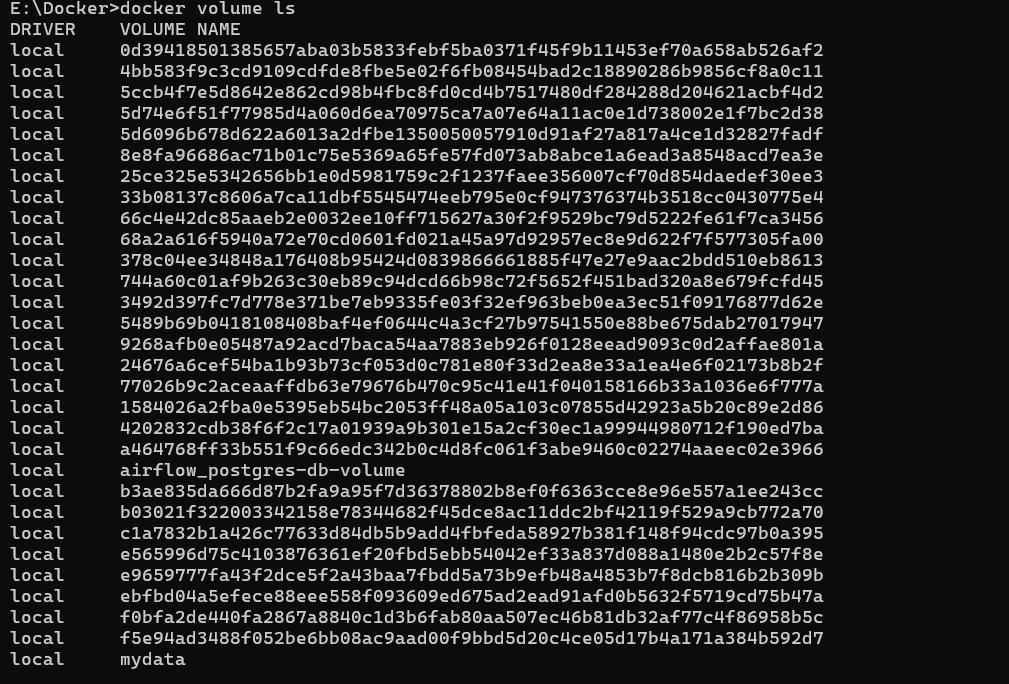 E:\Docker>docker volume ls
DRIVER    VOLUME NAME
local     0d39418501385657aba03b5833febf5ba0371f45f9b11453ef70a658ab526af2
local     4bb583f9c3cd9109cdfde8fbe5e02f6fb08454bad2c18890286b9856cf8a0c11
local     5ccb4f7e5d8642e862cd98b4fbc8fd0cd4b7517480df284288d204621acbf4d2
local     5d74e6f51f77985d4a060d6ea70975ca7a07e64a11ac0e1d738002e1f7bc2d38
local     5d6096b678d622a6013a2dfbe1350050057910d91af27a817a4ce1d32827fadf
local     8e8fa96686ac71b01c75e5369a65fe57fd073ab8abce1a6ead3a8548acd7ea3e
local     25ce325e5342656bb1e0d5981759c2f1237faee356007cf70d854daedef30ee3
local     33b08137c8606a7ca11dbf5545474eeb795e0cf947376374b3518cc0430775e4
local     66c4e42dc85aaeb2e0032ee10ff715627a30f2f9529bc79d5222fe61f7ca3456
local     68a2a616f5940a72e70cd0601fd021a45a97d92957ec8e9d622f7f577305fa00
local     378c04ee34848a176408b95424d0839866661885f47e27e9aac2bdd510eb8613
local     744a60c01af9b263c30eb89c94dcd66b98c72f5652f451bad320a8e679fcfd45
local     3492d397fc7d778e371be7eb9335fe03f32ef963beb0ea3ec51f09176877d62e
local     5489b69b0418108408baf4ef0644c4a3cf27b97541550e88be675dab27017947
local     9268afb0e05487a92acd7baca54aa7883eb926f0128eead9093c0d2affae801a
local     24676a6cef54ba1b93b73cf053d0c781e80f33d2ea8e33a1ea4e6f02173b8b2f
local     77026b9c2aceaaffdb63e79676b470c95c41e41f040158166b33a1036e6f777a
local     1584026a2fba0e5395eb54bc2053ff48a05a103c07855d42923a5b20c89e2d86
local     4202832cdb38f6f2c17a01939a9b301e15a2cf30ec1a99944980712f190ed7ba
local     a464768ff33b551f9c66edc342b0c4d8fc061f3abe9460c02274aaeec02e3966
local     airflow_postgres-db-volume
local     b3ae835da666d87b2fa9a95f7d36378802b8ef0f6363cce8e96e557a1ee243cc
local     b03021f322003342158e78344682f45dce8ac11ddc2bf42119f529a9cb772a70
local     c1a7832b1a426c77633d84db5b9add4fbfeda58927b381f148f94cdc97b0a395
local     e565996d75c4103876361ef20fbd5ebb54042ef33a837d088a1480e2b2c57f8e
local     e9659777fa43f2dce5f2a43baa7fbdd5a73b9efb48a4853b7f8dcb816b2b309b
local     ebfbd04a5efece88eee558f093609ed675ad2ead91afd0b5632f5719cd75b47a
local     f0bfa2de440fa2867a8840c1d3b6fab80aa507ec46b81db32af77c4f86958b5c
local     f5e94ad3488f052be6bb08ac9aad00f9bbd5d20c4ce05d17b4a171a384b592d7
local     mydata